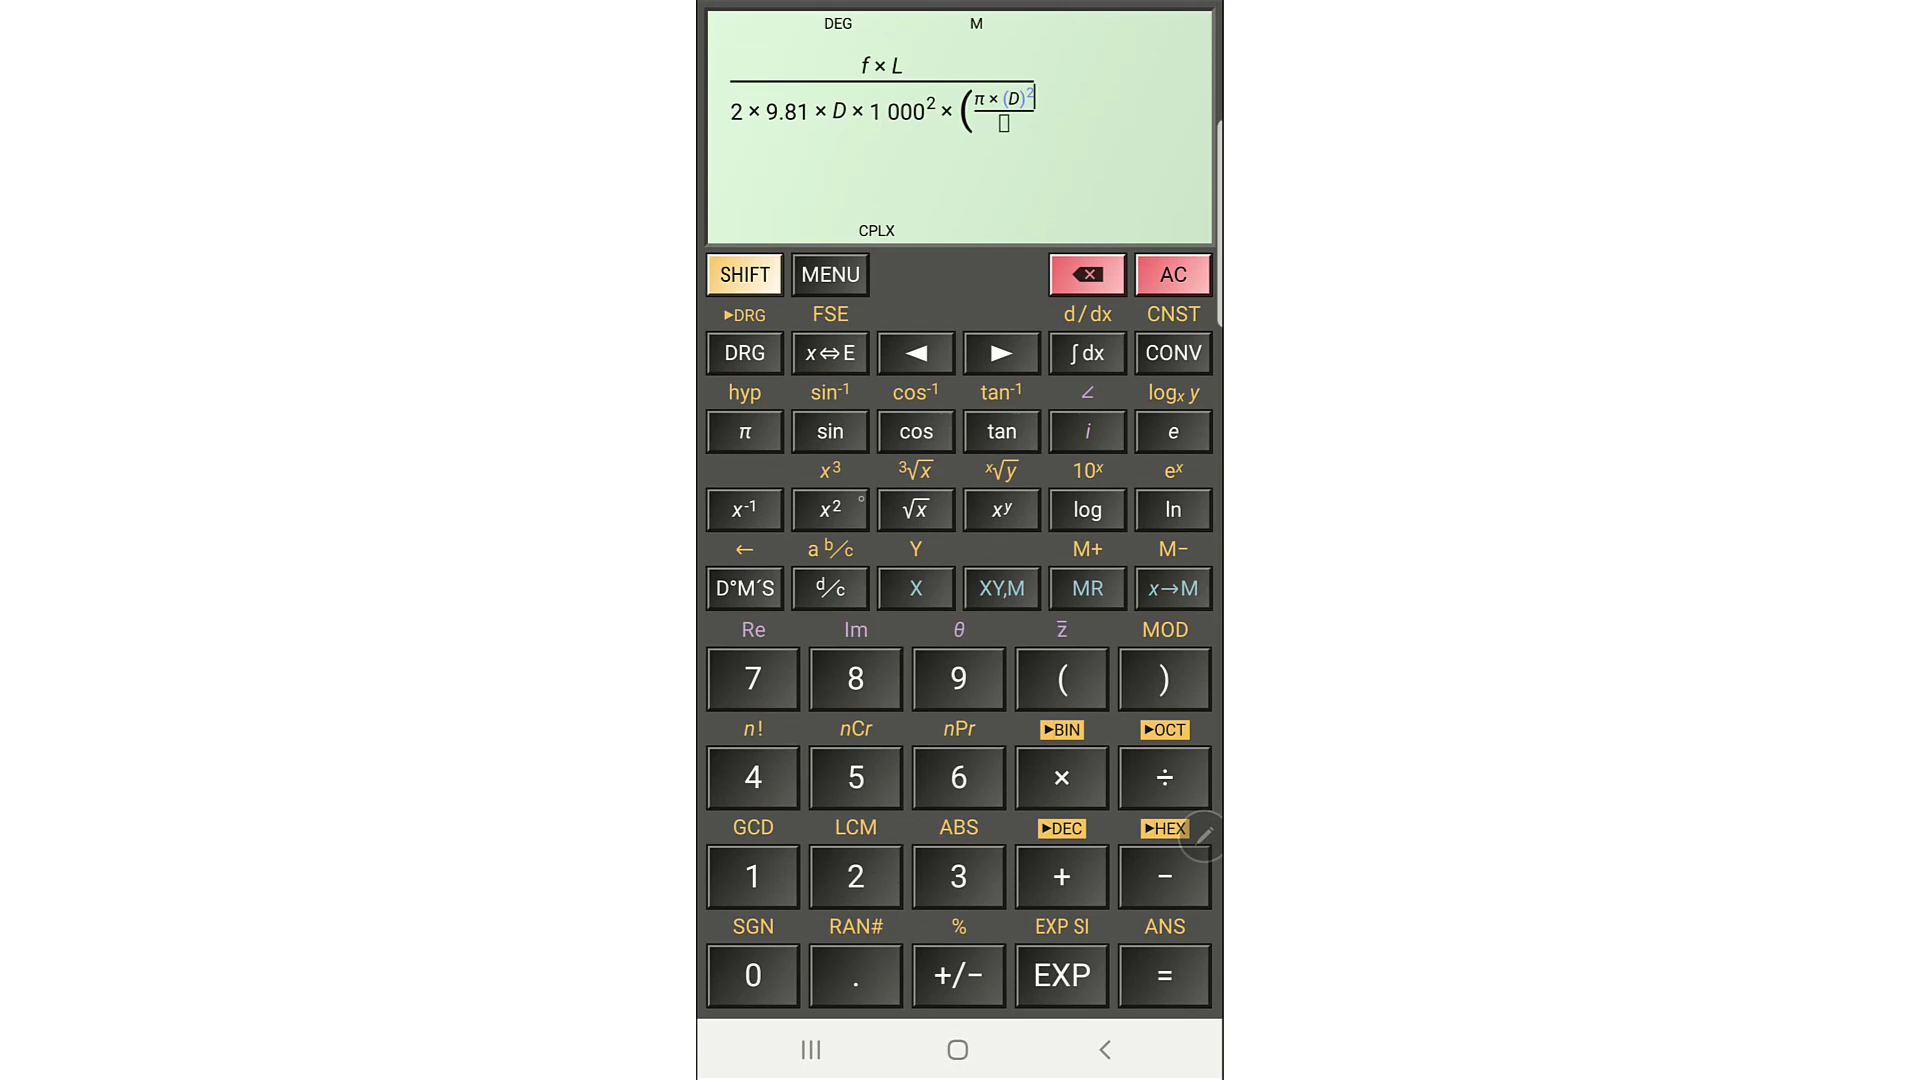 DEG M
f × L
2 × 9.81 × D × 1 000² × (π × (D)²
CPLX
SHIFT MENU AC
▶DRG FSE d/dx CNST
DRG x⇔E ◀ ▶ ∫dx CONV
hyp sin⁻¹ cos⁻¹ tan⁻¹ ∠ logₓ y
π sin cos tan i e
x³ ³√x ˣ√y 10ˣ eˣ
x⁻¹ x² ° √x xʸ log ln
← a b/c Y M+ M−
D°M´S d/c X XY,M MR x→M
Re Im θ z̄ MOD
7 8 9 ( )
n! nCr nPr ▶BIN ▶OCT
4 5 6 × ÷
GCD LCM ABS ▶DEC ▶HEX
1 2 3 + −
SGN RAN# % EXP SI ANS
0 . +/− EXP =